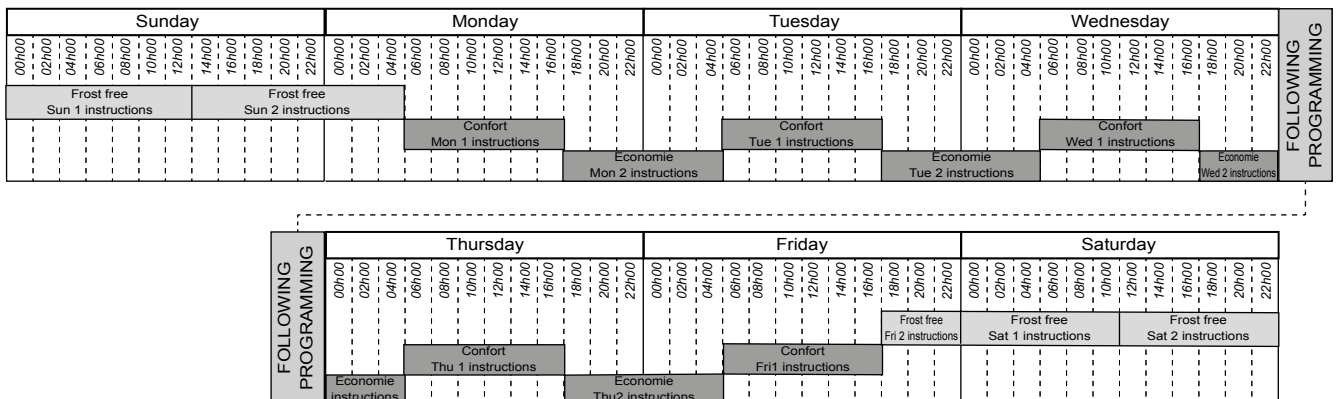 Sunday Monday Tuesday Wednesday
00h00 02h00 04h00 06h00 08h00 10h00 12h00 14h00 16h00 18h00 20h00 22h00 00h00 02h00 04h00 06h00 08h00 10h00 12h00 14h00 16h00 18h00 20h00 22h00 00h00 02h00 04h00 06h00 08h00 10h00 12h00 14h00 16h00 18h00 20h00 22h00 00h00 02h00 04h00 06h00 08h00 10h00 12h00 14h00 16h00 18h00 20h00 22h00
FOLLOWING
PROGRAMMING
Frost free Frost free
Sun 1 instructions Sun 2 instructions
Confort Confort Confort
Mon 1 instructions Tue 1 instructions Wed 1 instructions
Economie Economie Economie
Mon 2 instructions Tue 2 instructions Wed 2 instructions
FOLLOWING
PROGRAMMING
Thursday Friday Saturday
00h00 02h00 04h00 06h00 08h00 10h00 12h00 14h00 16h00 18h00 20h00 22h00 00h00 02h00 04h00 06h00 08h00 10h00 12h00 14h00 16h00 18h00 20h00 22h00 00h00 02h00 04h00 06h00 08h00 10h00 12h00 14h00 16h00 18h00 20h00 22h00
Frost free Frost free Frost free
Fri 2 instructions Sat 1 instructions Sat 2 instructions
Confort Confort
Thu 1 instructions Fri1 instructions
Economie Economie
instructions Thu2 instructions